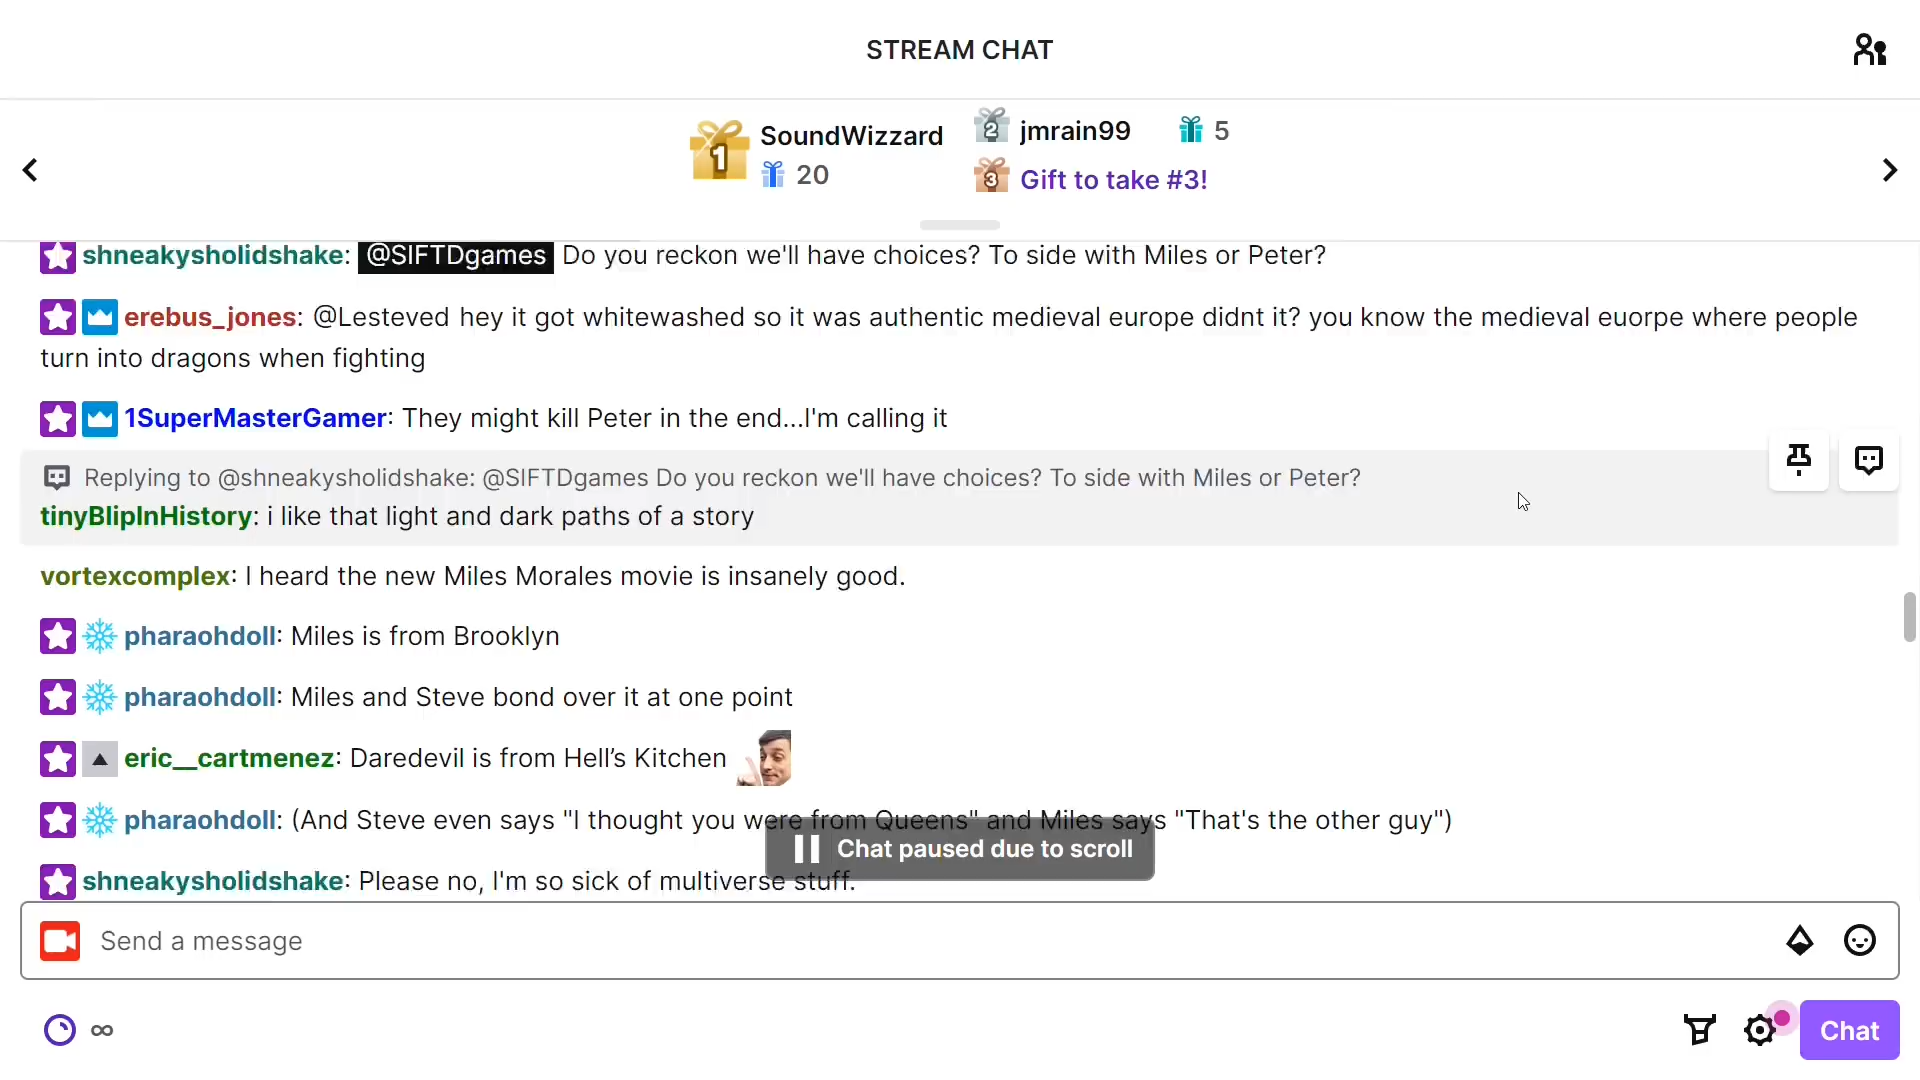 STREAM CHAT
1 SoundWizzard
20
2 jmrain99 5
3 Gift to take #3!
shneakysholidshake: @SIFTDgames Do you reckon we'll have choices? To side with Miles or Peter?
erebus_jones: @Lesteved hey it got whitewashed so it was authentic medieval europe didnt it? you know the medieval euorpe where people
turn into dragons when fighting
1SuperMasterGamer: They might kill Peter in the end...I'm calling it
Replying to @shneakysholidshake: @SIFTDgames Do you reckon we'll have choices? To side with Miles or Peter?
tinyBlipInHistory: i like that light and dark paths of a story
vortexcomplex: I heard the new Miles Morales movie is insanely good.
pharaohdoll: Miles is from Brooklyn
pharaohdoll: Miles and Steve bond over it at one point
eric__cartmenez: Daredevil is from Hell’s Kitchen
pharaohdoll: (And Steve even says "I thought you were from Queens" and Miles says "That's the other guy")
Chat paused due to scroll
shneakysholidshake: Please no, I'm so sick of multiverse stuff.
Send a message
∞
Chat